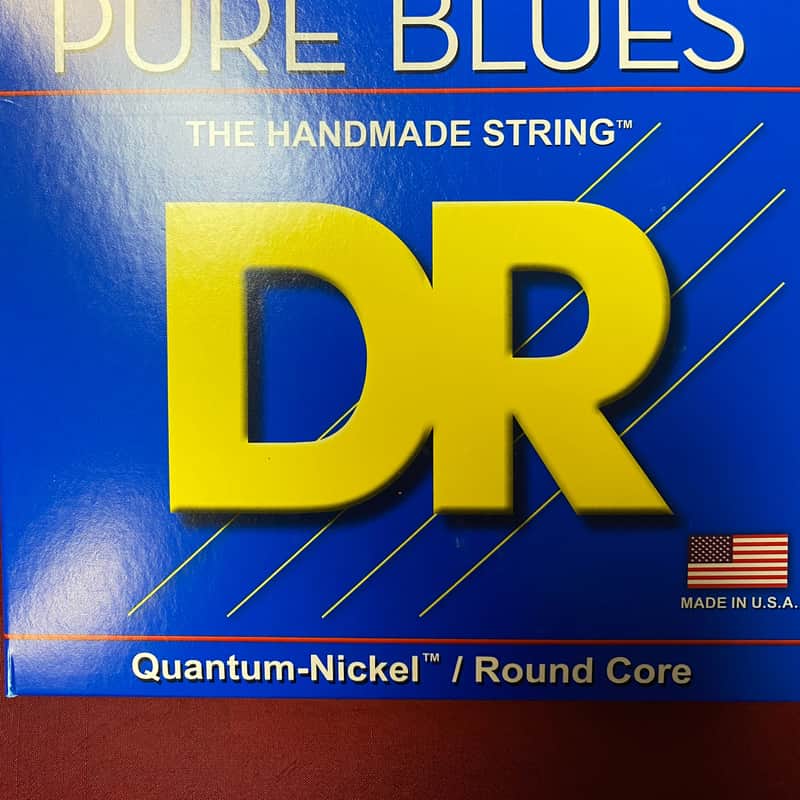 PURE BLUES
THE HANDMADE STRING™
DR
MADE IN U.S.A.
Quantum-Nickel™ / Round Core